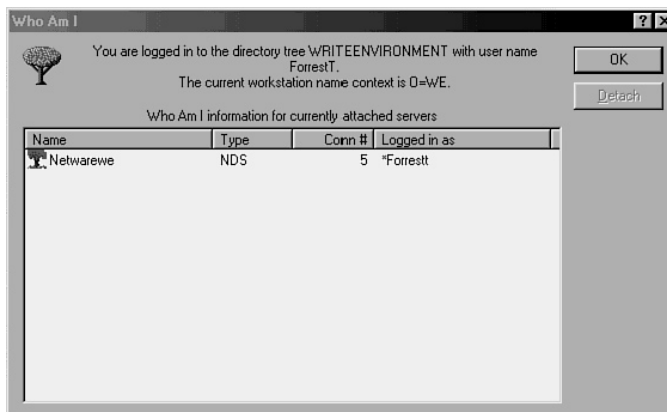 Who Am I
You are logged in to the directory tree WRITEENVIRONMENT with user name
ForrestT.
The current workstation name context is O=WE.
OK
Detach
Who Am I information for currently attached servers
Name Type Conn # Logged in as
Netwarewe NDS 5 *Forrestt